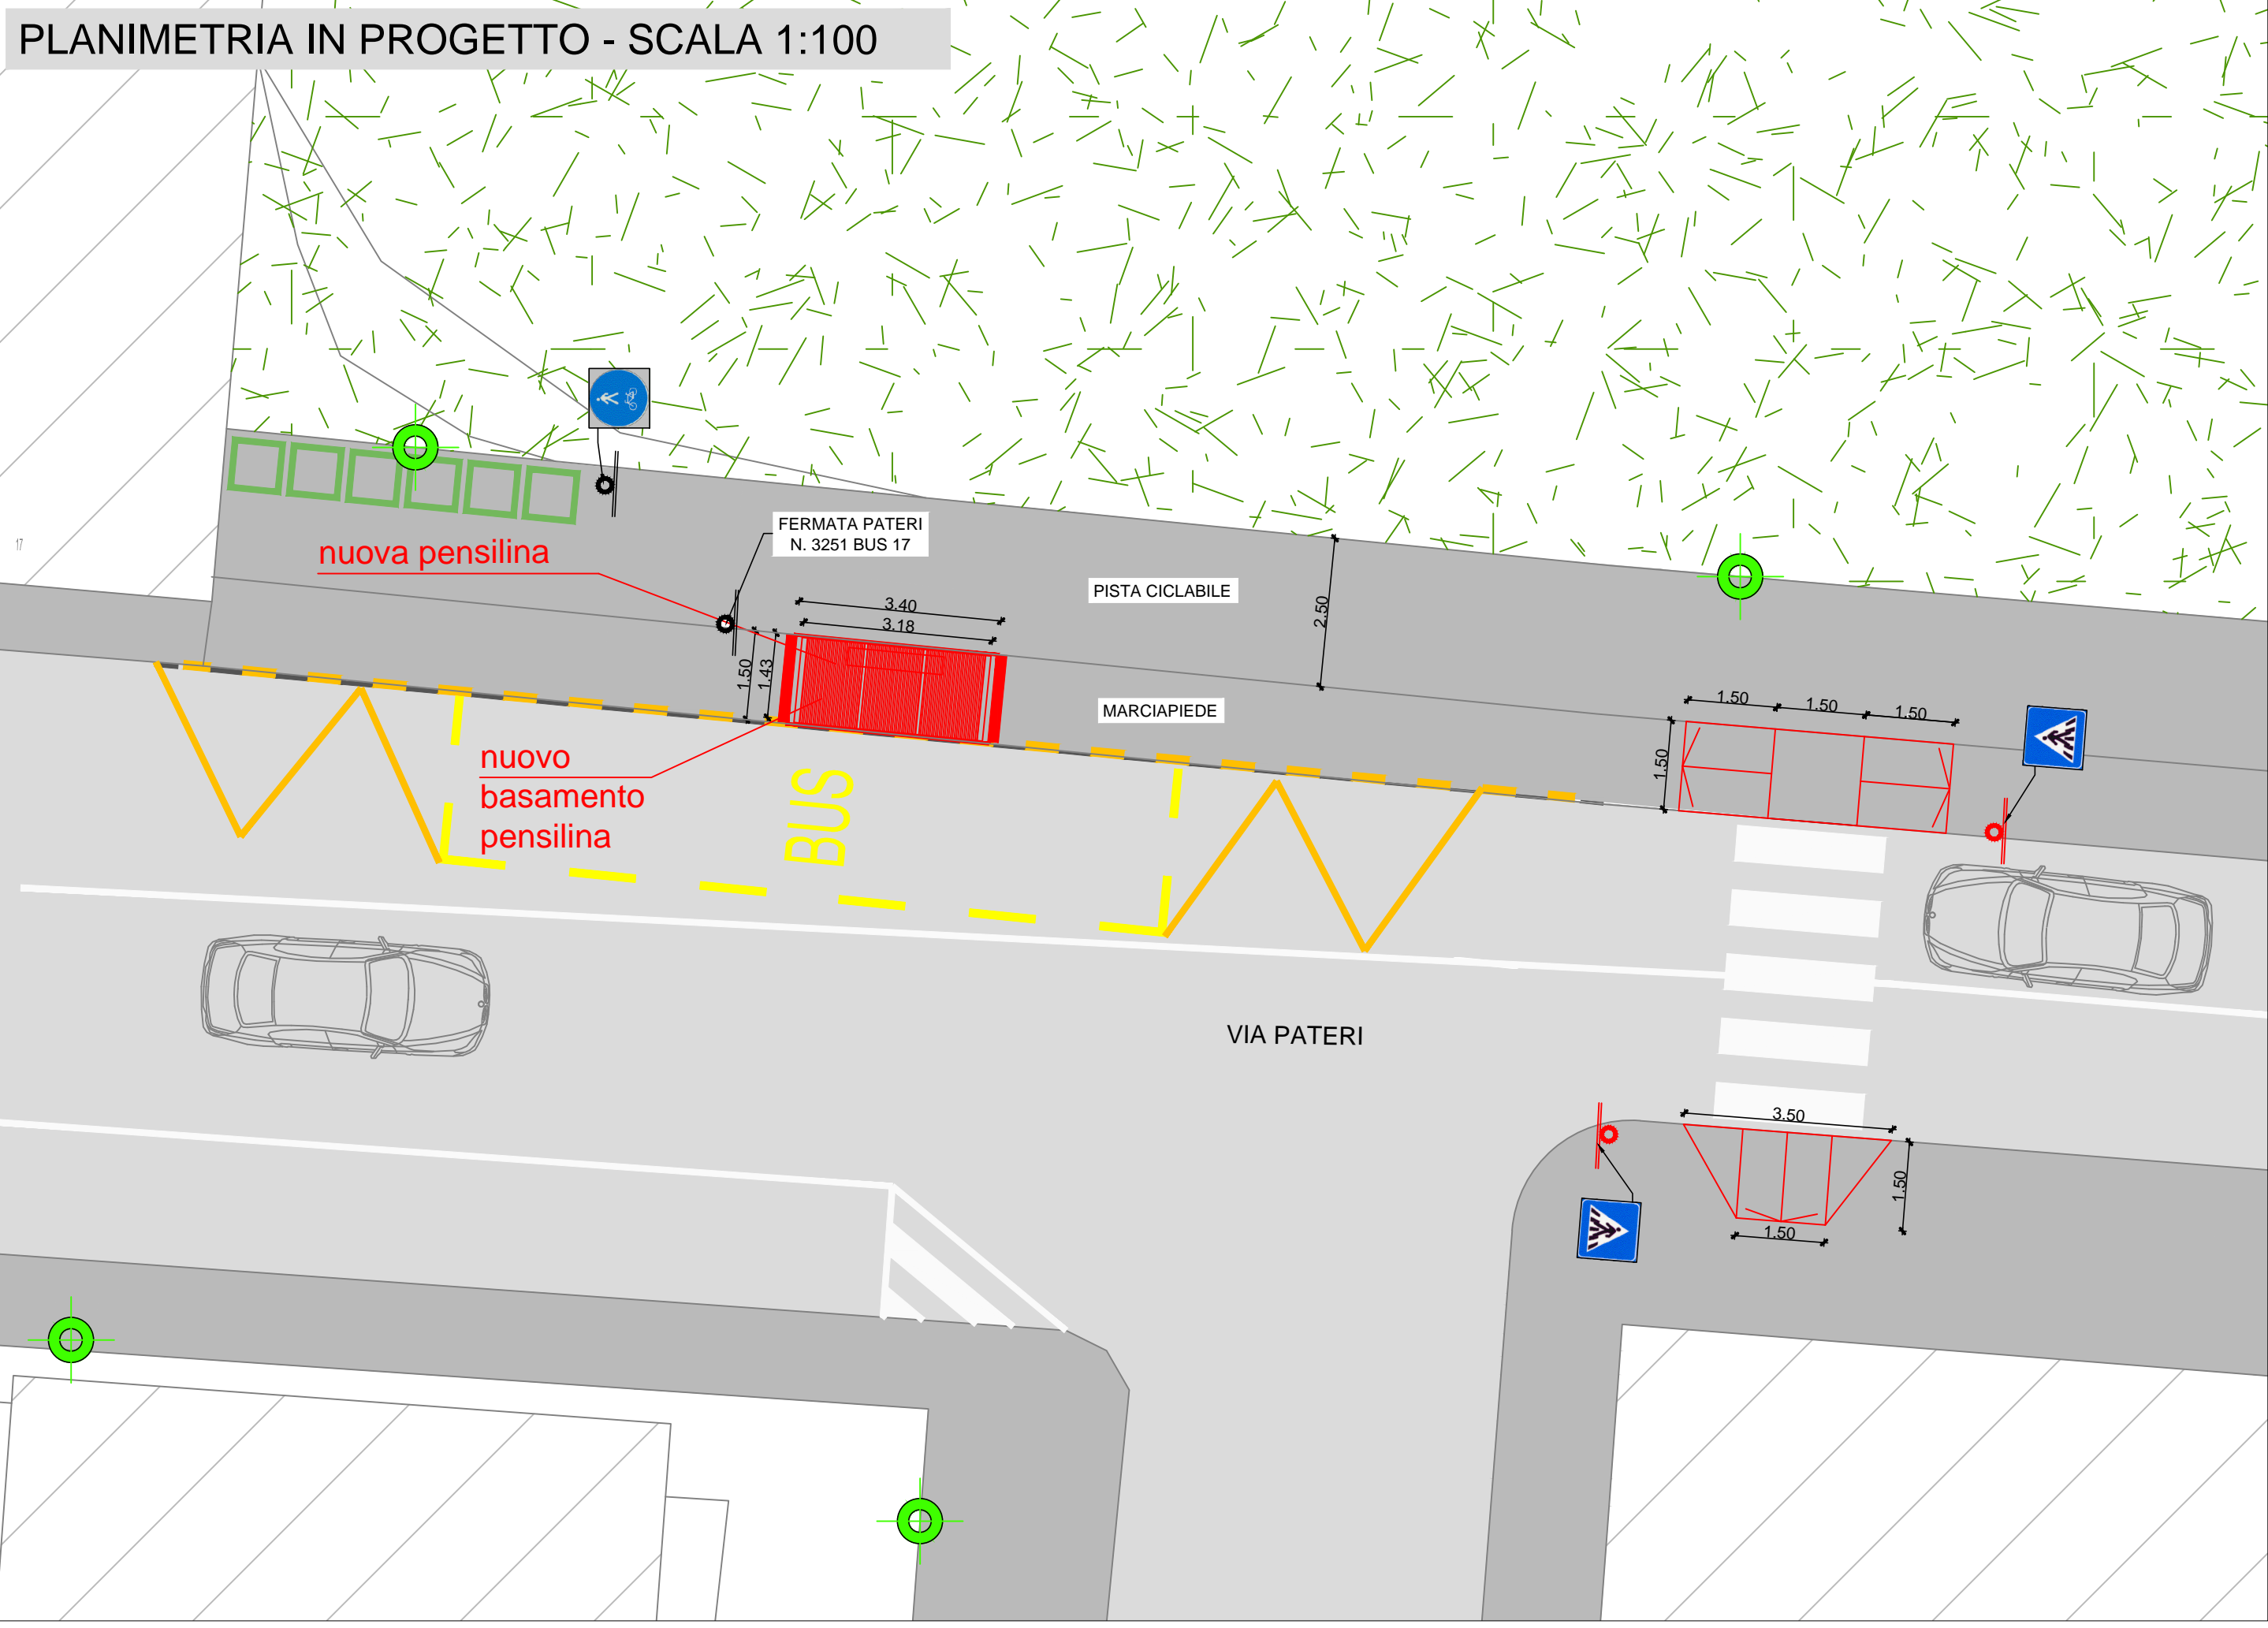 PLANIMETRIA IN PROGETTO - SCALA 1:100
17
FERMATA PATERI
N. 3251 BUS 17
nuova pensilina
PISTA CICLABILE
2.50
3.40
3.18
1.50
1.43
MARCIAPIEDE
1.50
1.50
1.50
1.50
nuovo
basamento
pensilina
BUS
VIA PATERI
3.50
1.50
1.50